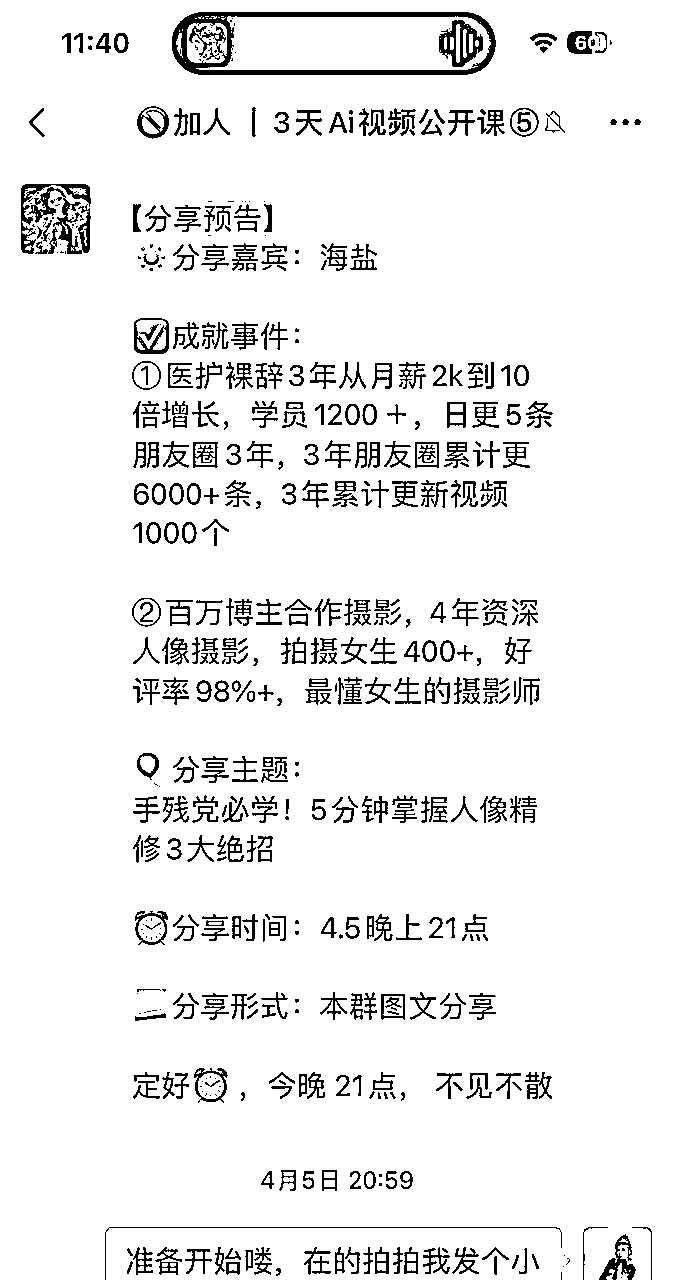 11:40
60
加人 | 3天Ai视频公开课⑤
【分享预告】
分享嘉宾：海盐
成就事件：
①医护裸辞3年从月薪2k到10
倍增长，学员1200＋，日更5条
朋友圈3年，3年朋友圈累计更
6000+条，3年累计更新视频
1000个
②百万博主合作摄影，4年资深
人像摄影，拍摄女生400+，好
评率98%+，最懂女生的摄影师
分享主题：
手残党必学！5分钟掌握人像精
修3大绝招
分享时间：4.5晚上21点
分享形式：本群图文分享
定好⏰，今晚 21点， 不见不散
4月5日 20:59
准备开始喽，在的拍拍我发个小